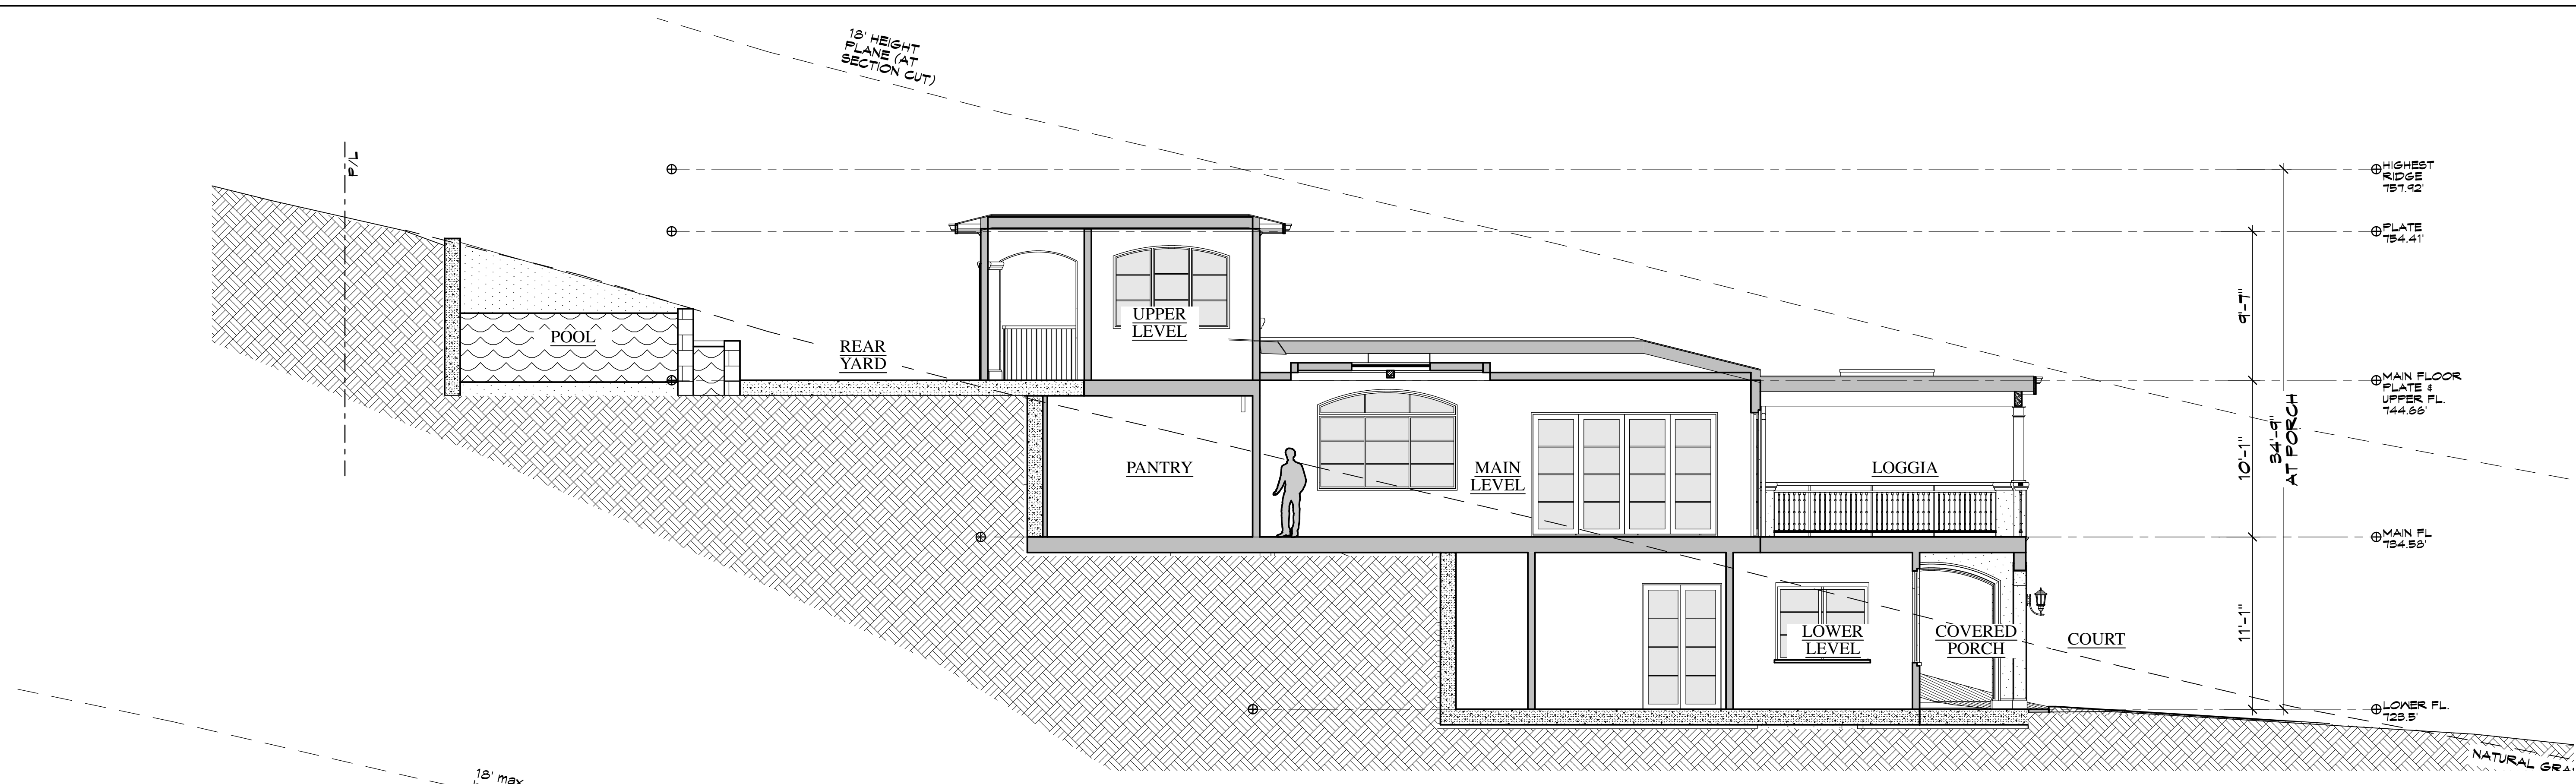 18' HEIGHT
PLANE (AT
SECTION CUT)
P/L
HIGHEST
RIDGE
757.92'
PLATE
754.41'
9'-7"
UPPER
LEVEL
POOL
REAR
YARD
MAIN FLOOR
PLATE &
UPPER FL.
744.66'
34'-9"
AT PORCH
10'-1"
PANTRY
MAIN
LEVEL
LOGGIA
MAIN FL
734.58'
11'-1"
LOWER
LEVEL
COVERED
PORCH
COURT
LOWER FL.
723.5'
NATURAL GRA
18' max